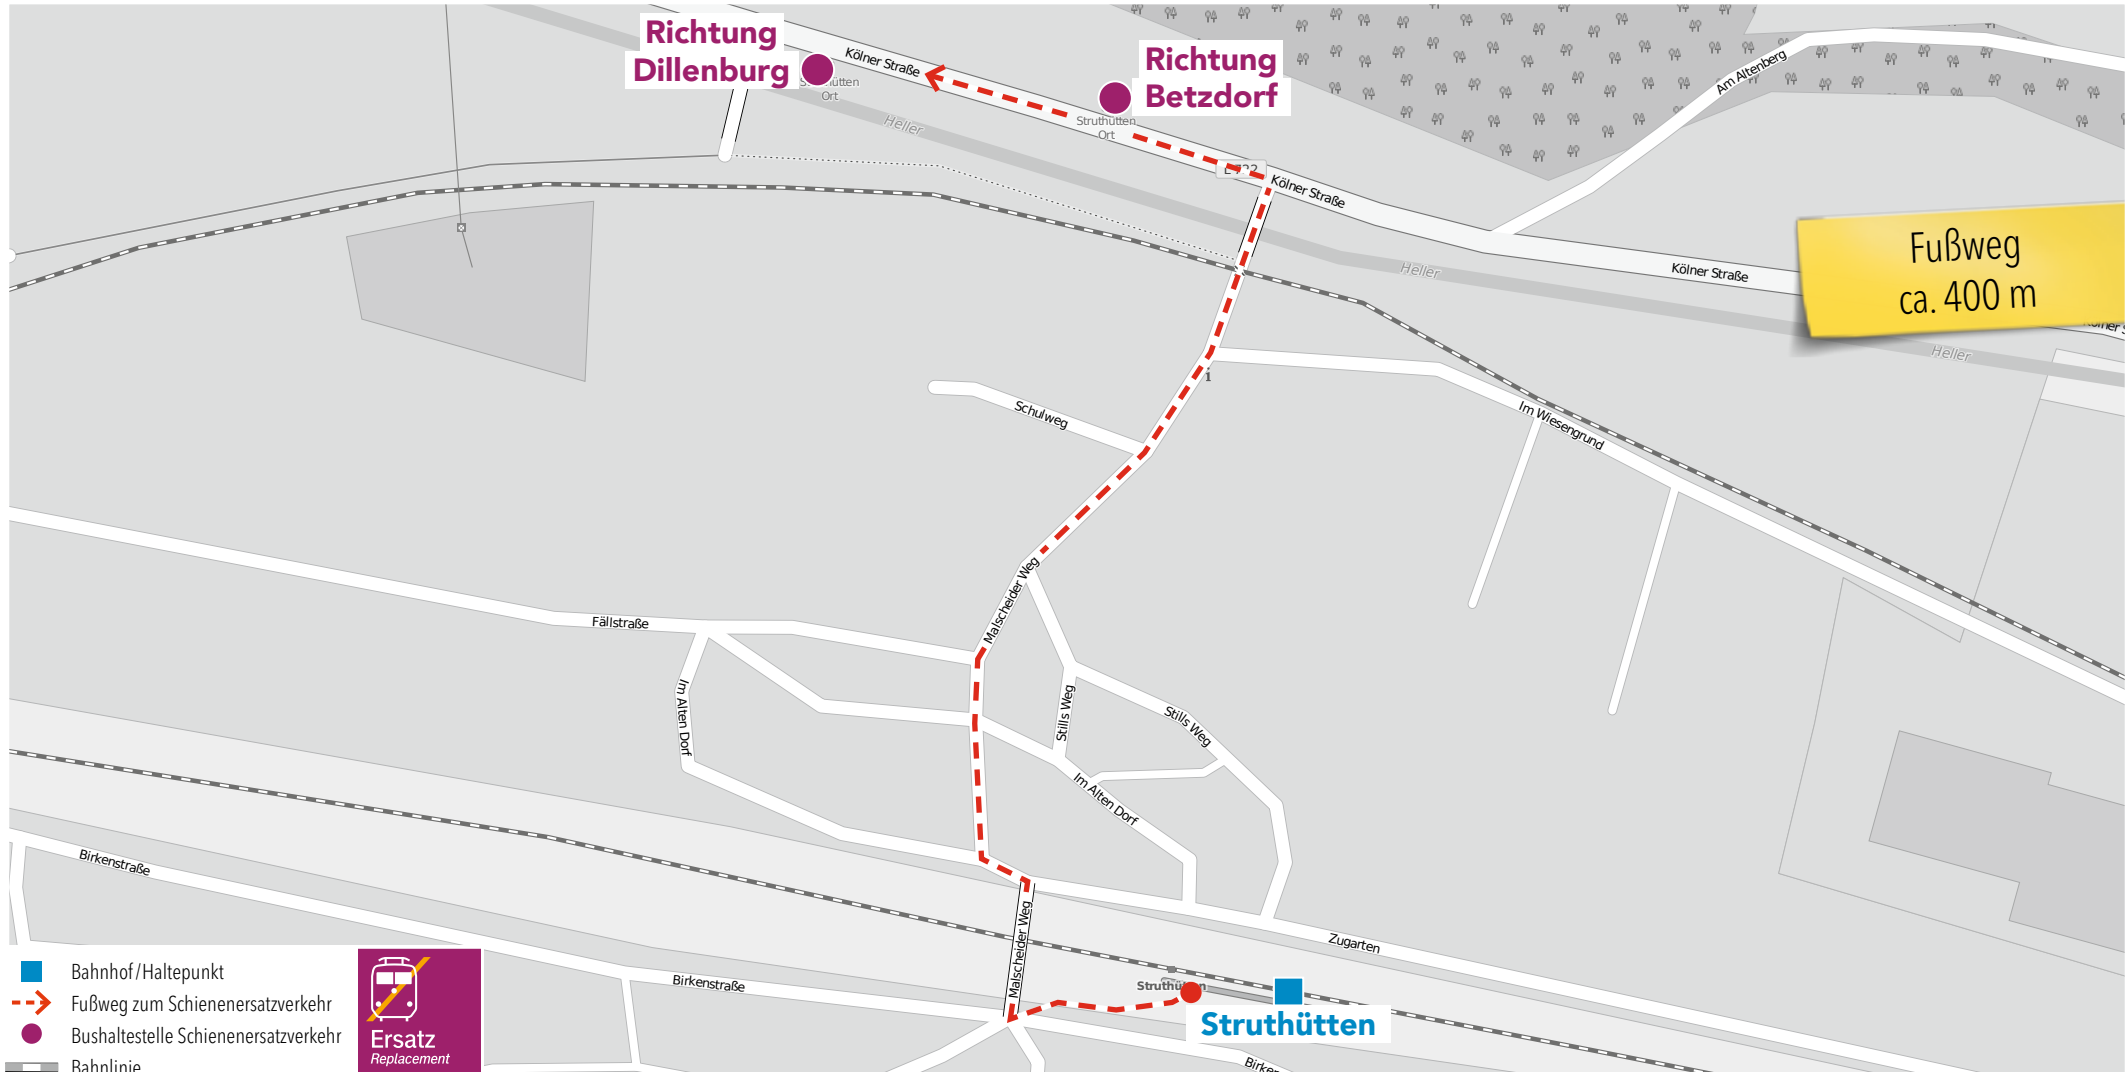 Richtung
Dillenburg
Kölner Straße
Ort
Richtung
Betzdorf
Struthütten
Ort
Heller
Am Altenberg
Kölner Straße
Heller
Kölner Straße
Fußweg
ca. 400 m
Heller
i
Schulweg
Im Wiesengrund
Malscheider Weg
Fällstraße
Im Alten Dorf
Stills Weg
Stills Weg
Im Alten Dorf
Birkenstraße
Malscheider Weg
Zugarten
Birkenstraße
Struthütten
Struthütten
Bahnhof/Haltepunkt
Fußweg zum Schienenersatzverkehr
Bushaltestelle Schienenersatzverkehr
Bahnlinie
Ersatz
Replacement